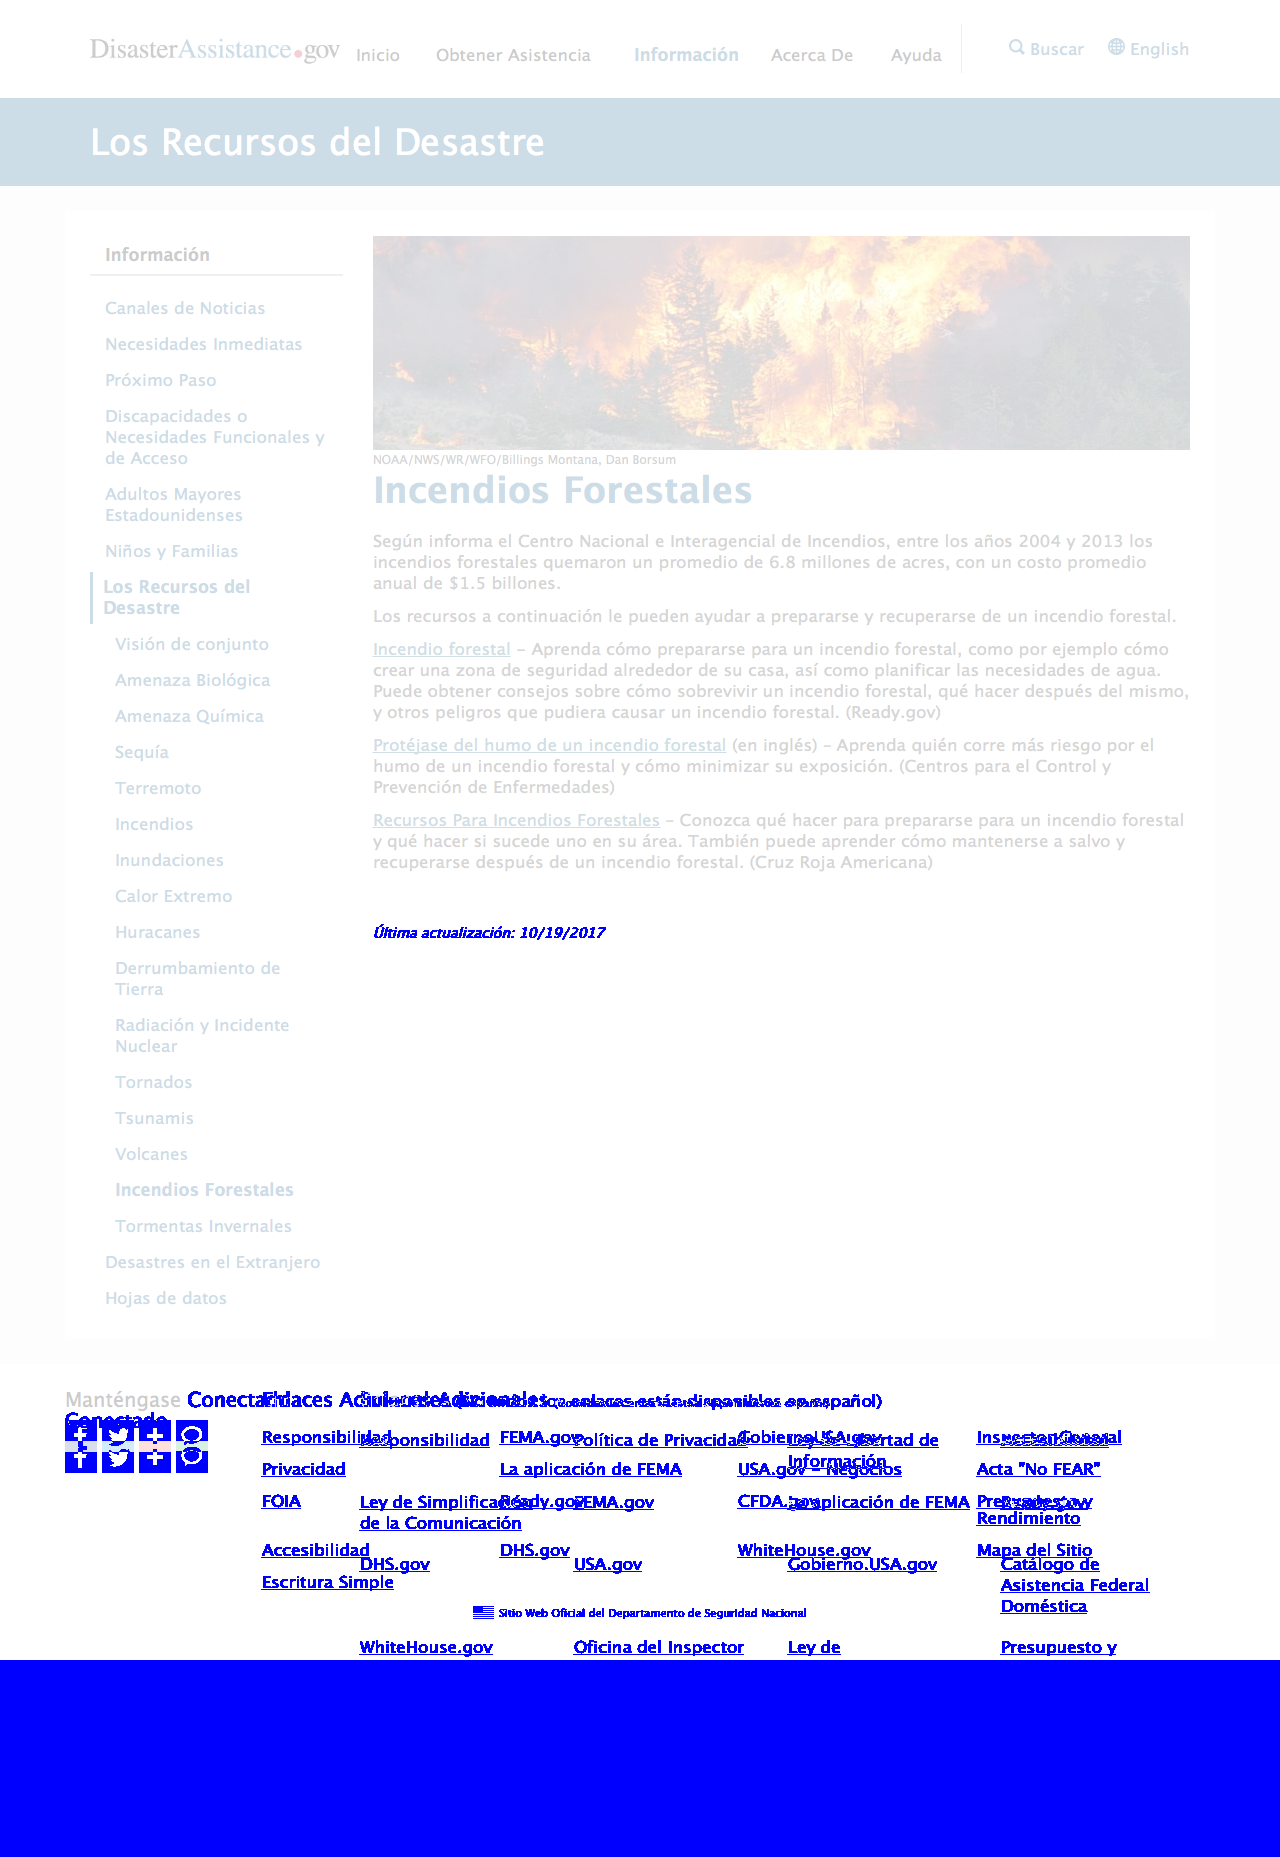 DisasterAssistance.gov
Inicio Obtener Asistencia Información Acerca De Ayuda Buscar English
Los Recursos del Desastre
Información
Canales de Noticias
Necesidades Inmediatas
Próximo Paso
Discapacidades o
Necesidades Funcionales y
de Acceso
Adultos Mayores
Estadounidenses
Niños y Familias
Los Recursos del
Desastre
Visión de conjunto
Amenaza Biológica
Amenaza Química
Sequía
Terremoto
Incendios
Inundaciones
Calor Extremo
Huracanes
Derrumbamiento de
Tierra
Radiación y Incidente
Nuclear
Tornados
Tsunamis
Volcanes
Incendios Forestales
Tormentas Invernales
Desastres en el Extranjero
Hojas de datos
NOAA/NWS/WR/WFO/Billings Montana, Dan Borsum
Incendios Forestales
Según informa el Centro Nacional e Interagencial de Incendios, entre los años 2004 y 2013 los
incendios forestales quemaron un promedio de 6.8 millones de acres, con un costo promedio
anual de $1.5 billones.
Los recursos a continuación le pueden ayudar a prepararse y recuperarse de un incendio forestal.
Incendio forestal – Aprenda cómo prepararse para un incendio forestal, como por ejemplo cómo
crear una zona de seguridad alrededor de su casa, así como planificar las necesidades de agua.
Puede obtener consejos sobre cómo sobrevivir un incendio forestal, qué hacer después del mismo,
y otros peligros que pudiera causar un incendio forestal. (Ready.gov)
Protéjase del humo de un incendio forestal (en inglés) – Aprenda quién corre más riesgo por el
humo de un incendio forestal y cómo minimizar su exposición. (Centros para el Control y
Prevención de Enfermedades)
Recursos Para Incendios Forestales – Conozca qué hacer para prepararse para un incendio forestal
y qué hacer si sucede uno en su área. También puede aprender cómo mantenerse a salvo y
recuperarse después de un incendio forestal. (Cruz Roja Americana)
Última actualización: 10/19/2017
Manténgase
Conectado
enlaces están disponibles en español)
Responsibilidad FEMA.gov Gobierno.USA.gov Inspector General
Responsibilidad Política de Privacidad Ley de Libertad de
Información
Privacidad La aplicación de FEMA USA.gov – Negocios Acta "No FEAR"
FOIA Ready.gov CFDA.gov
Ley de Simplificación FEMA.gov La aplicación de FEMA Ready.gov
de la Comunicación
Rendimiento
Accesibilidad DHS.gov WhiteHouse.gov Mapa del Sitio
DHS.gov USA.gov Gobierno.USA.gov Catálogo de
Asistencia Federal
Doméstica
Escritura Simple
Sitio Web Oficial del Departamento de Seguridad Nacional
WhiteHouse.gov Oficina del Inspector Ley de Presupuesto y